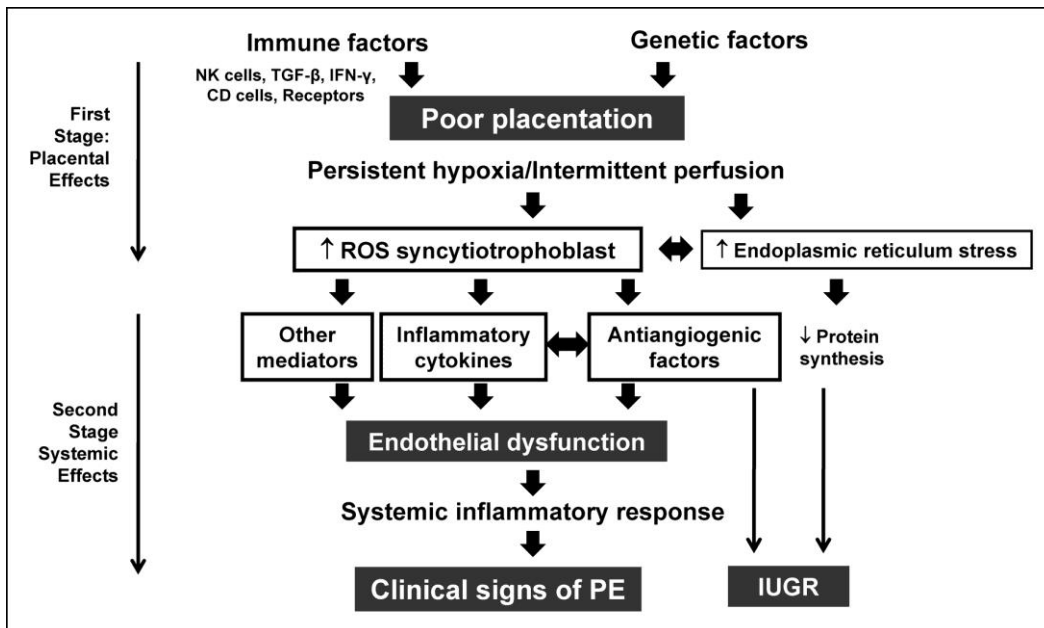 Immune factors
Genetic factors
NK cells, TGF-β, IFN-γ,
CD cells, Receptors
Poor placentation
First
Stage:
Placental
Effects
Persistent hypoxia/Intermittent perfusion
↑ ROS syncytiotrophoblast
↑ Endoplasmic reticulum stress
Other
mediators
Inflammatory
cytokines
Antiangiogenic
factors
↓ Protein
synthesis
Second
Stage
Systemic
Effects
Endothelial dysfunction
Systemic inflammatory response
Clinical signs of PE
IUGR